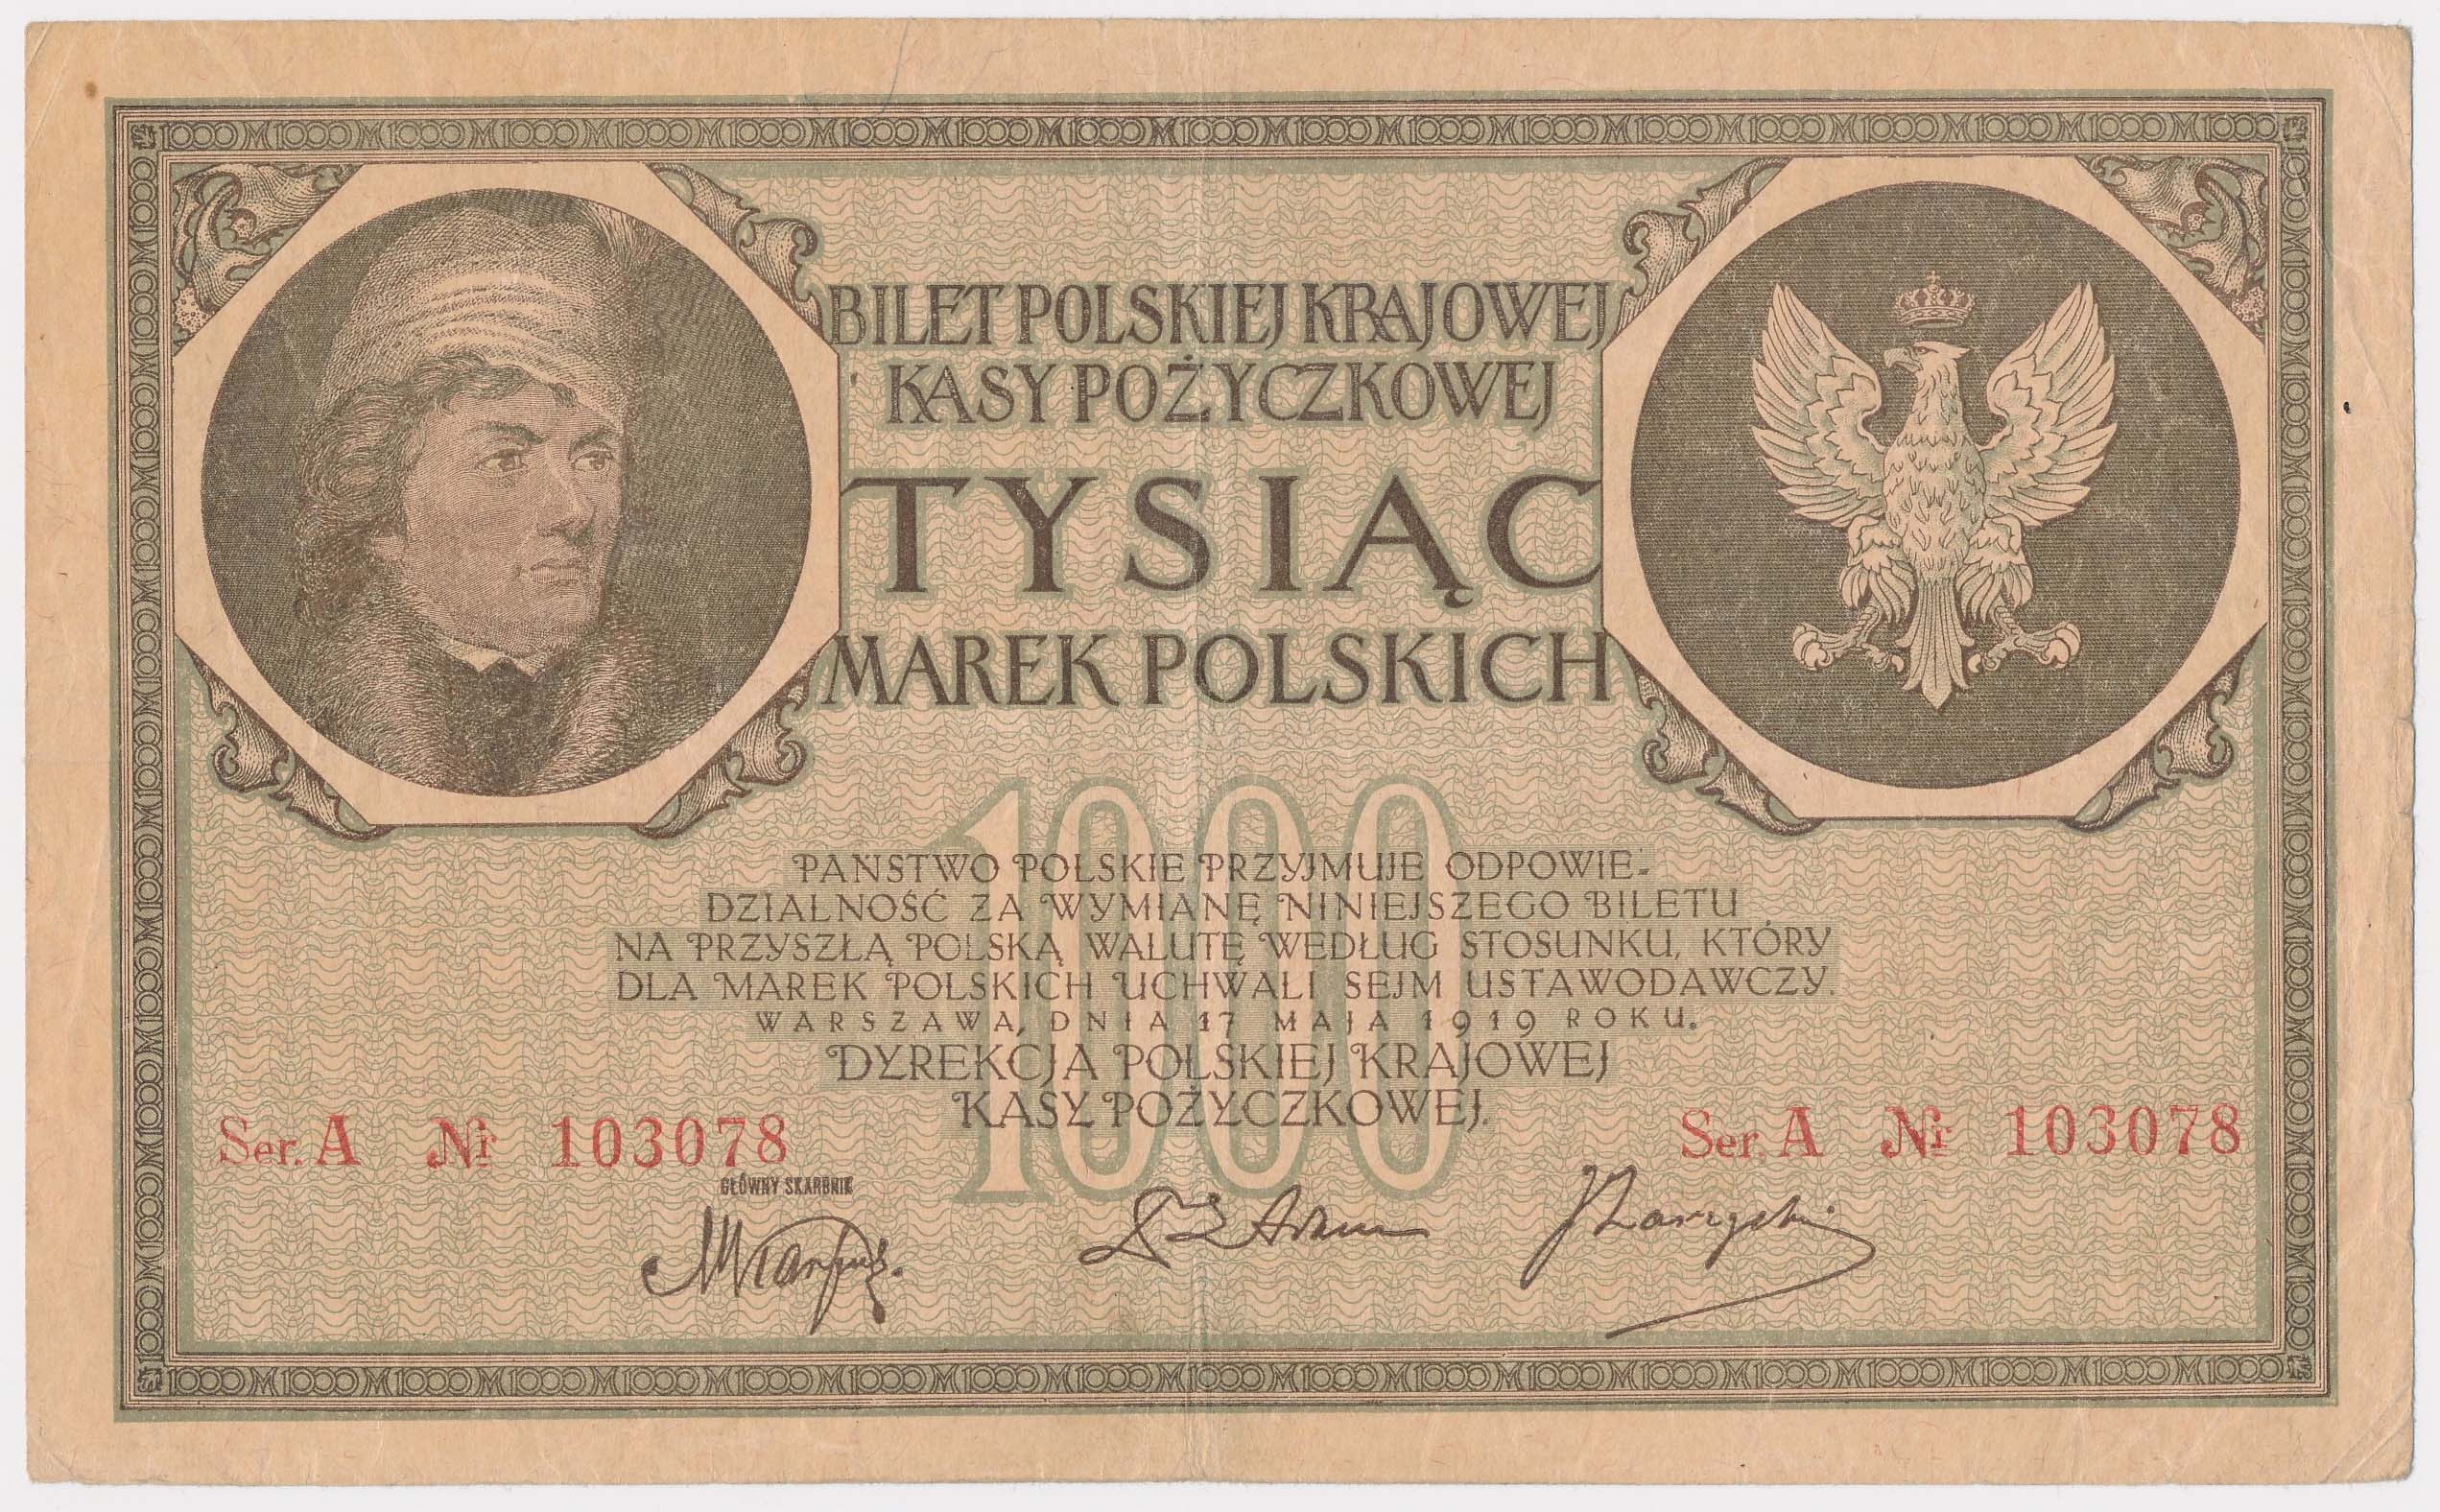 BILET POLSKIEJ KRAJOWEJ
KASY POŻYCZKOWEJ
TYSIĄC
MAREK POLSKICH
1000
PAŃSTWO POLSKIE PRZYJMUJE ODPOWIE-
DZIALNOŚĆ ZA WYMIANĘ NINIEJSZEGO BILETU
NA PRZYSZŁĄ POLSKĄ WALUTĘ WEDŁUG STOSUNKU, KTÓRY
DLA MAREK POLSKICH UCHWALI SEJM USTAWODAWCZY.
WARSZAWA, DNIA 17 MAJA 1919 ROKU.
DYREKCJA POLSKIEJ KRAJOWEJ
KASY POŻYCZKOWEJ.
Ser. A Nr 103078
Ser. A Nr 103078
GŁÓWNY SKARBNIK